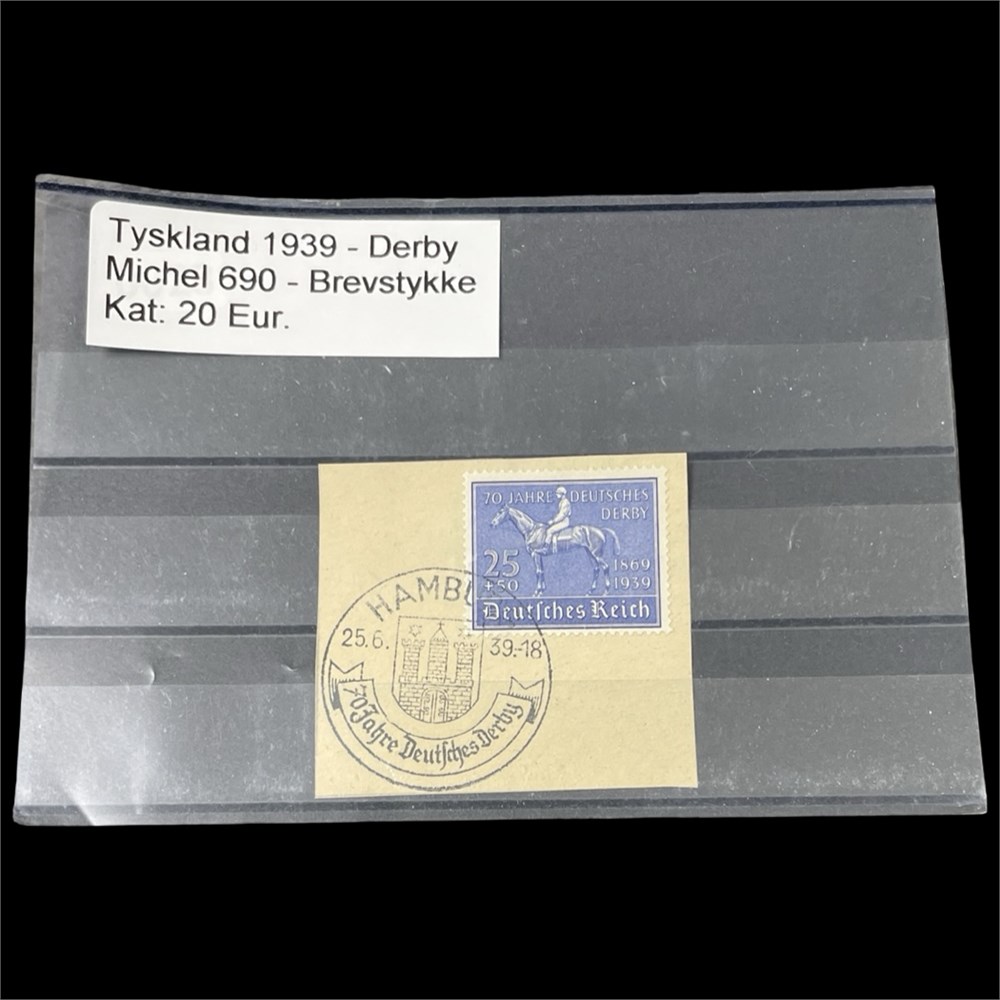 Tyskland 1939 - Derby
Michel 690 - Brevstykke
Kat: 20 Eur.
70 JAHRE DEUTSCHES
DERBY
25
+50
1869
1939
Deutsches Reich
HAMBU
25.6. 39.-18
70 Jahre Deutsches Derby